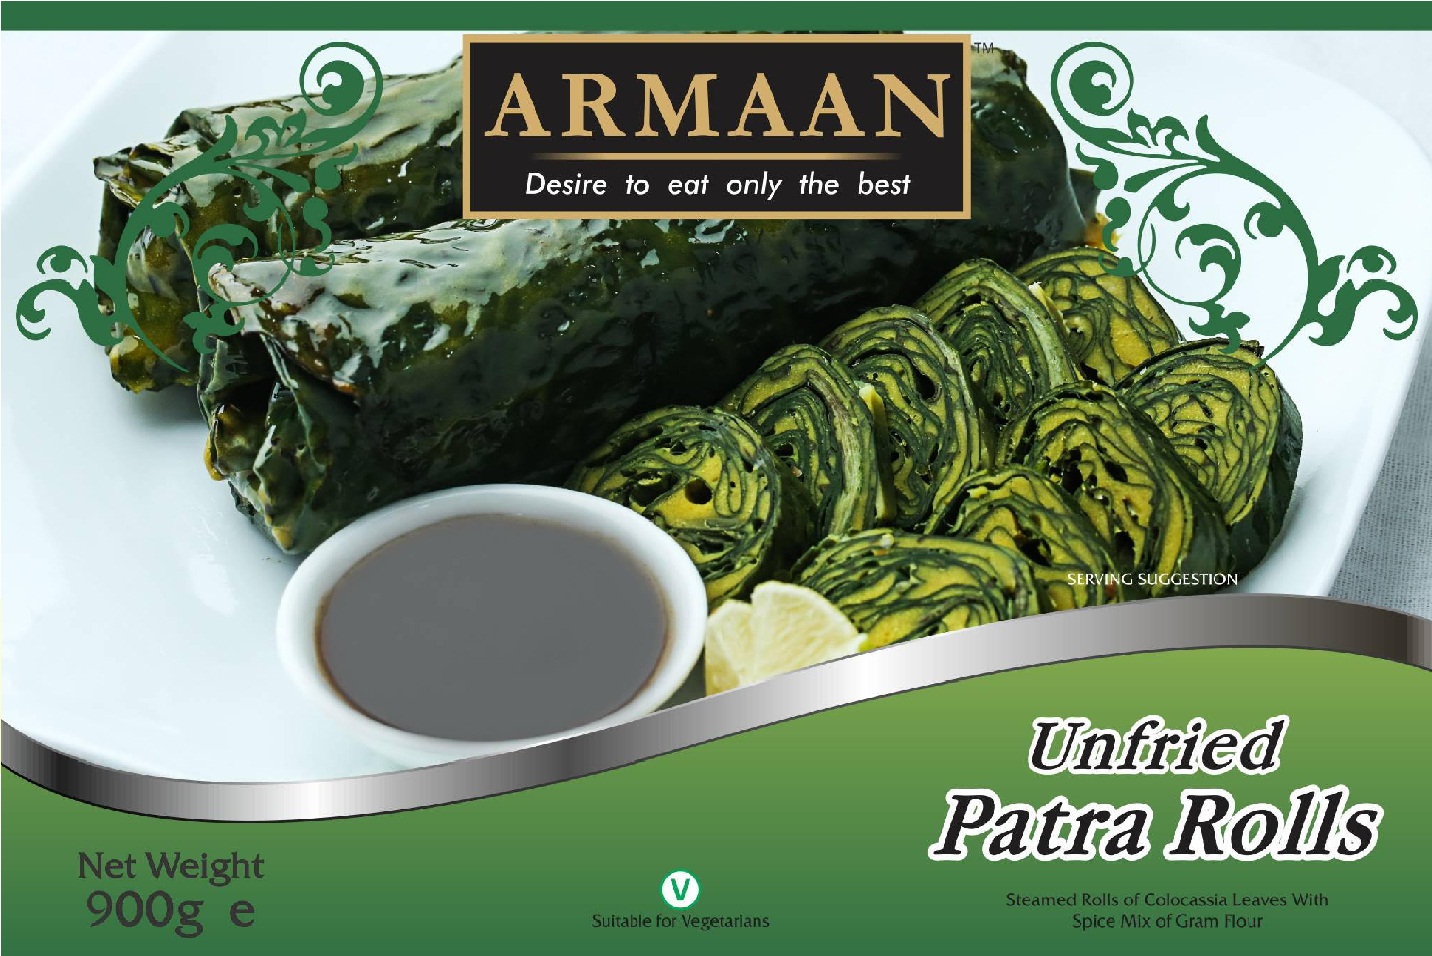 ARMAAN
TM
Desire to eat only the best
SERVING SUGGESTION
Unfried
Patra Rolls
Net Weight
900g e
V
Suitable for Vegetarians
Steamed Rolls of Colocassia Leaves With
Spice Mix of Gram Flour